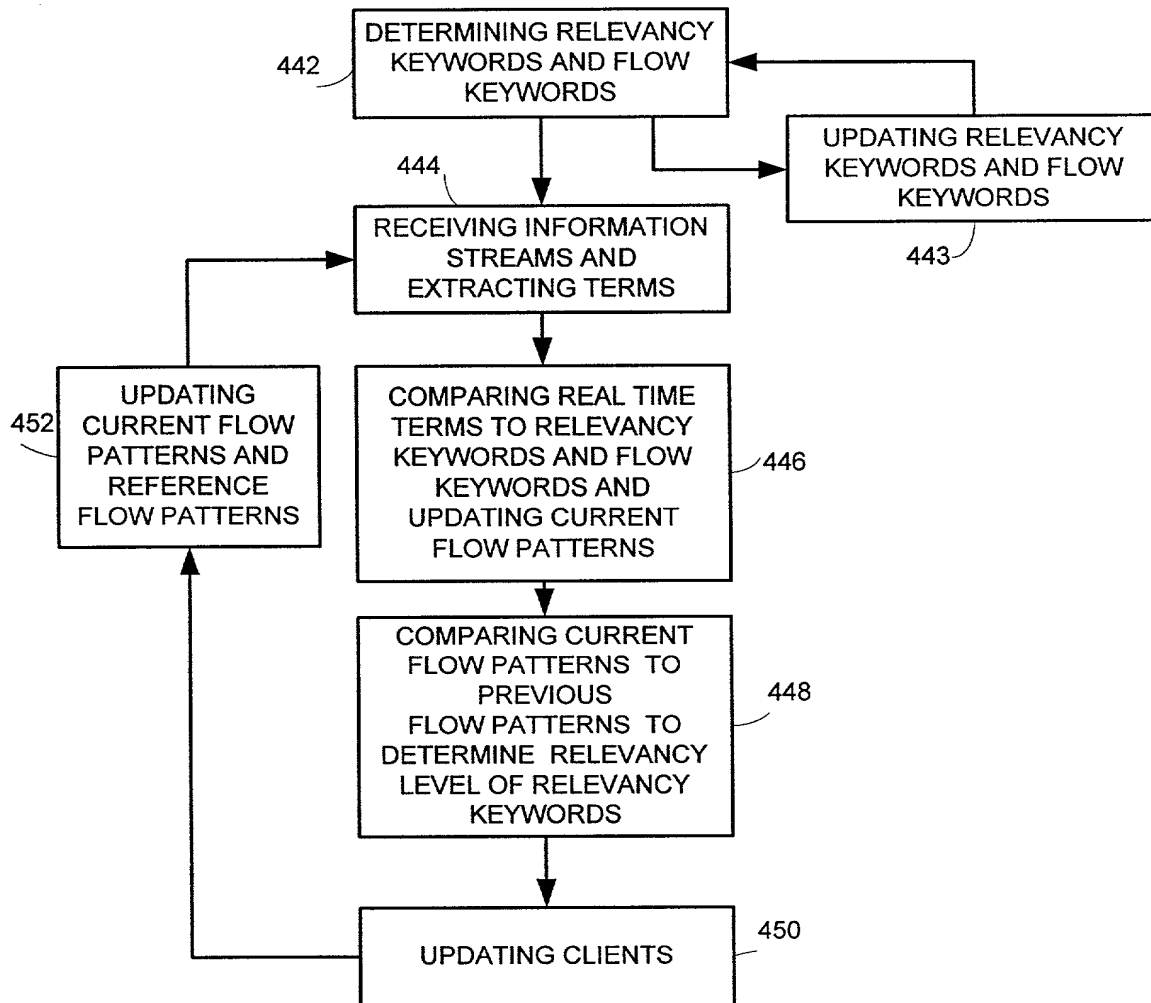 DETERMINING RELEVANCY
KEYWORDS AND FLOW
KEYWORDS
442
UPDATING RELEVANCY
KEYWORDS AND FLOW
KEYWORDS
443
444
RECEIVING INFORMATION
STREAMS AND
EXTRACTING TERMS
452
UPDATING
CURRENT FLOW
PATTERNS AND
REFERENCE
FLOW PATTERNS
COMPARING REAL TIME
TERMS TO RELEVANCY
KEYWORDS AND FLOW
KEYWORDS AND
UPDATING CURRENT
FLOW PATTERNS
446
COMPARING CURRENT
FLOW PATTERNS TO
PREVIOUS
FLOW PATTERNS TO
DETERMINE RELEVANCY
LEVEL OF RELEVANCY
KEYWORDS
448
UPDATING CLIENTS
450